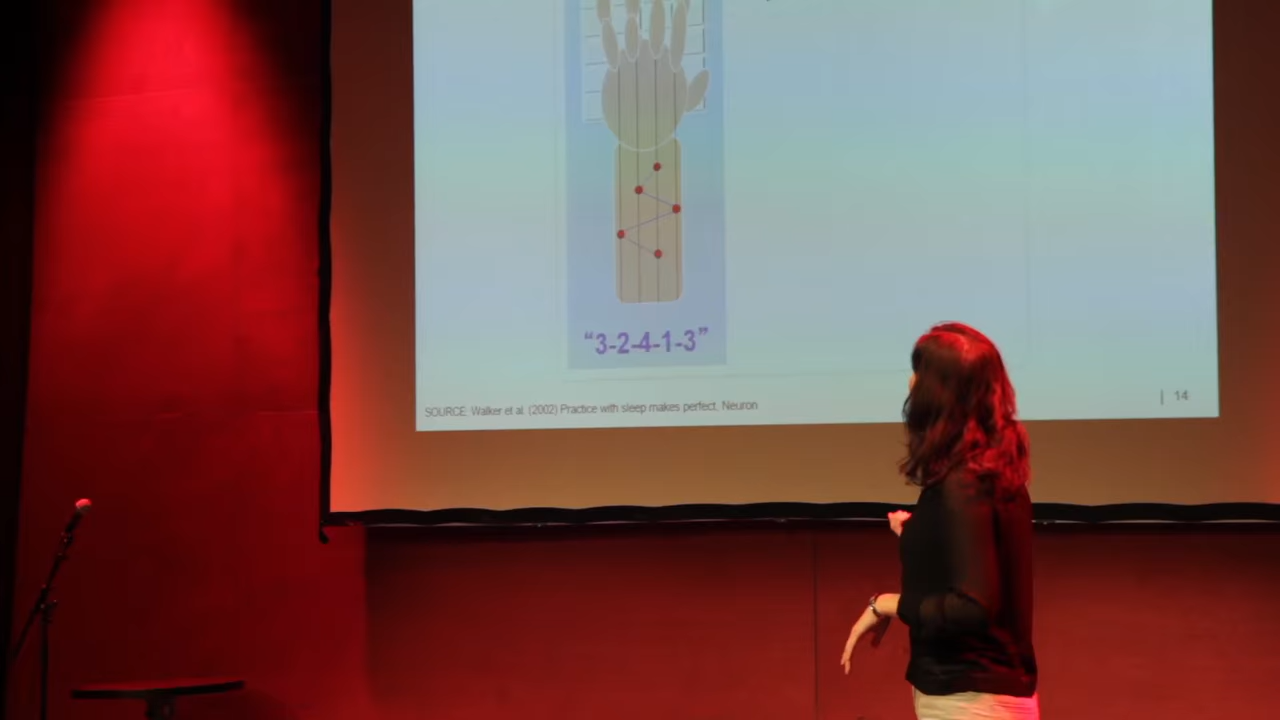 “3-2-4-1-3”
SOURCE: Walker et al. (2002) Practice with sleep makes perfect, Neuron
| 14